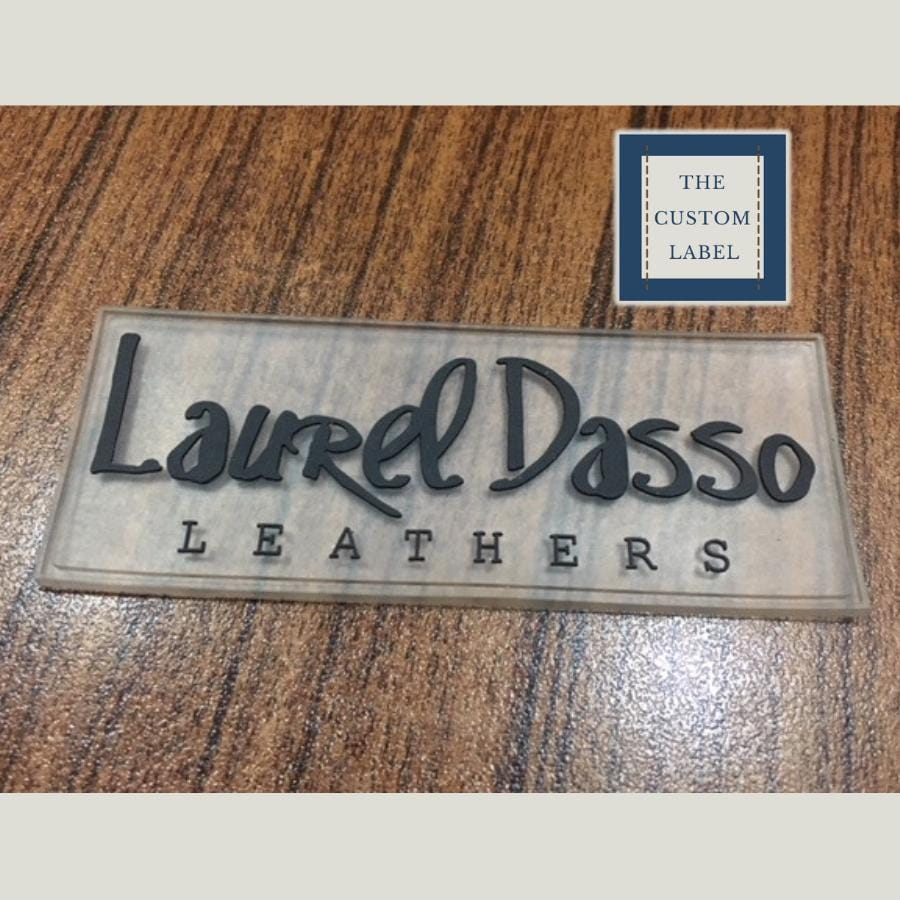 THE
CUSTOM
LABEL
Laurel Dasso
LEATHERS